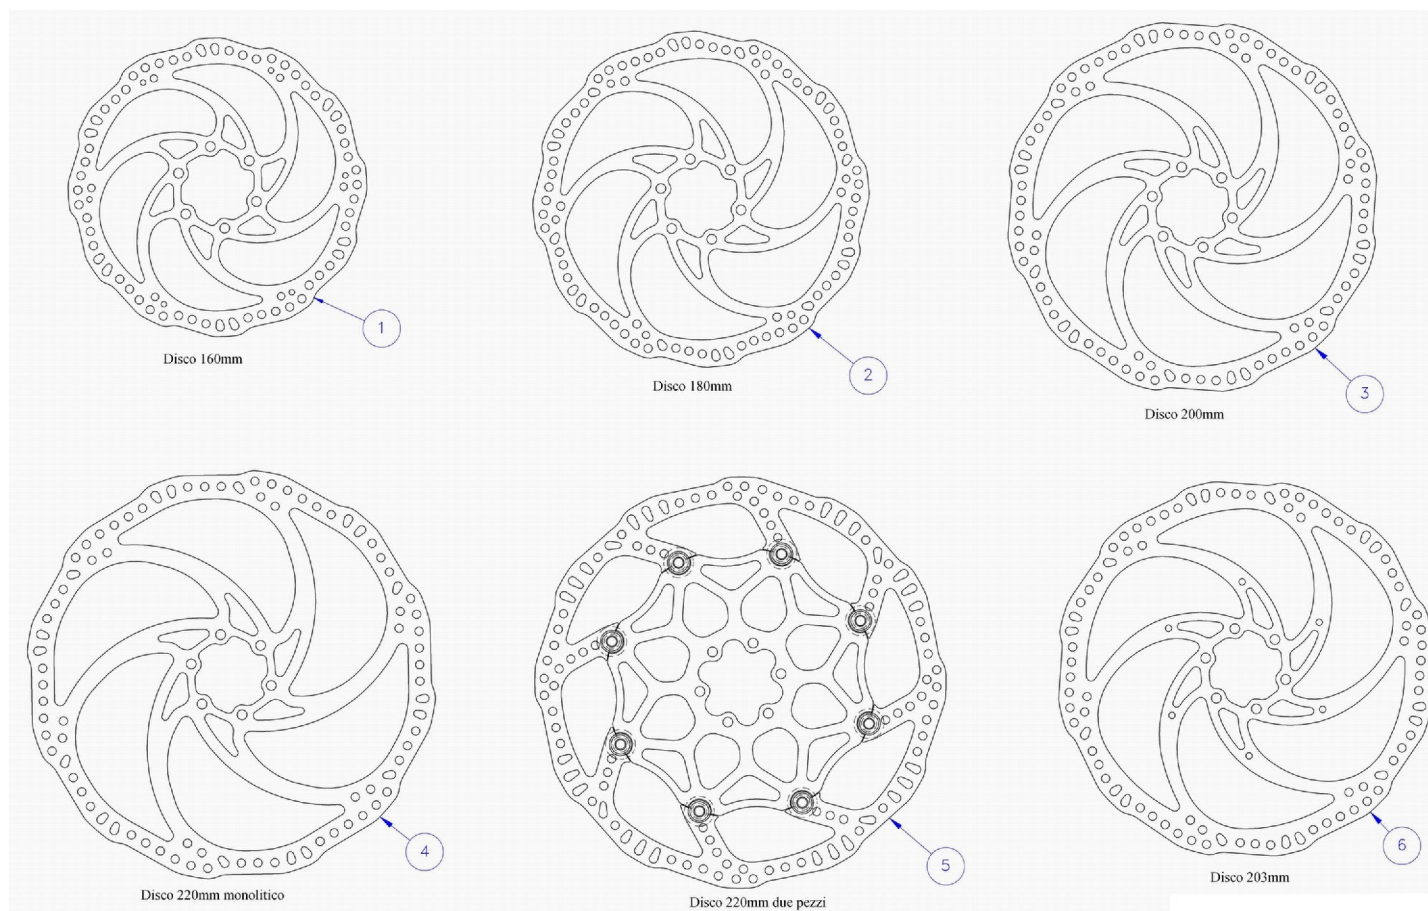 1
Disco 160mm
2
Disco 180mm
3
Disco 200mm
4
Disco 220mm monolitico
5
Disco 220mm due pezzi
6
Disco 203mm